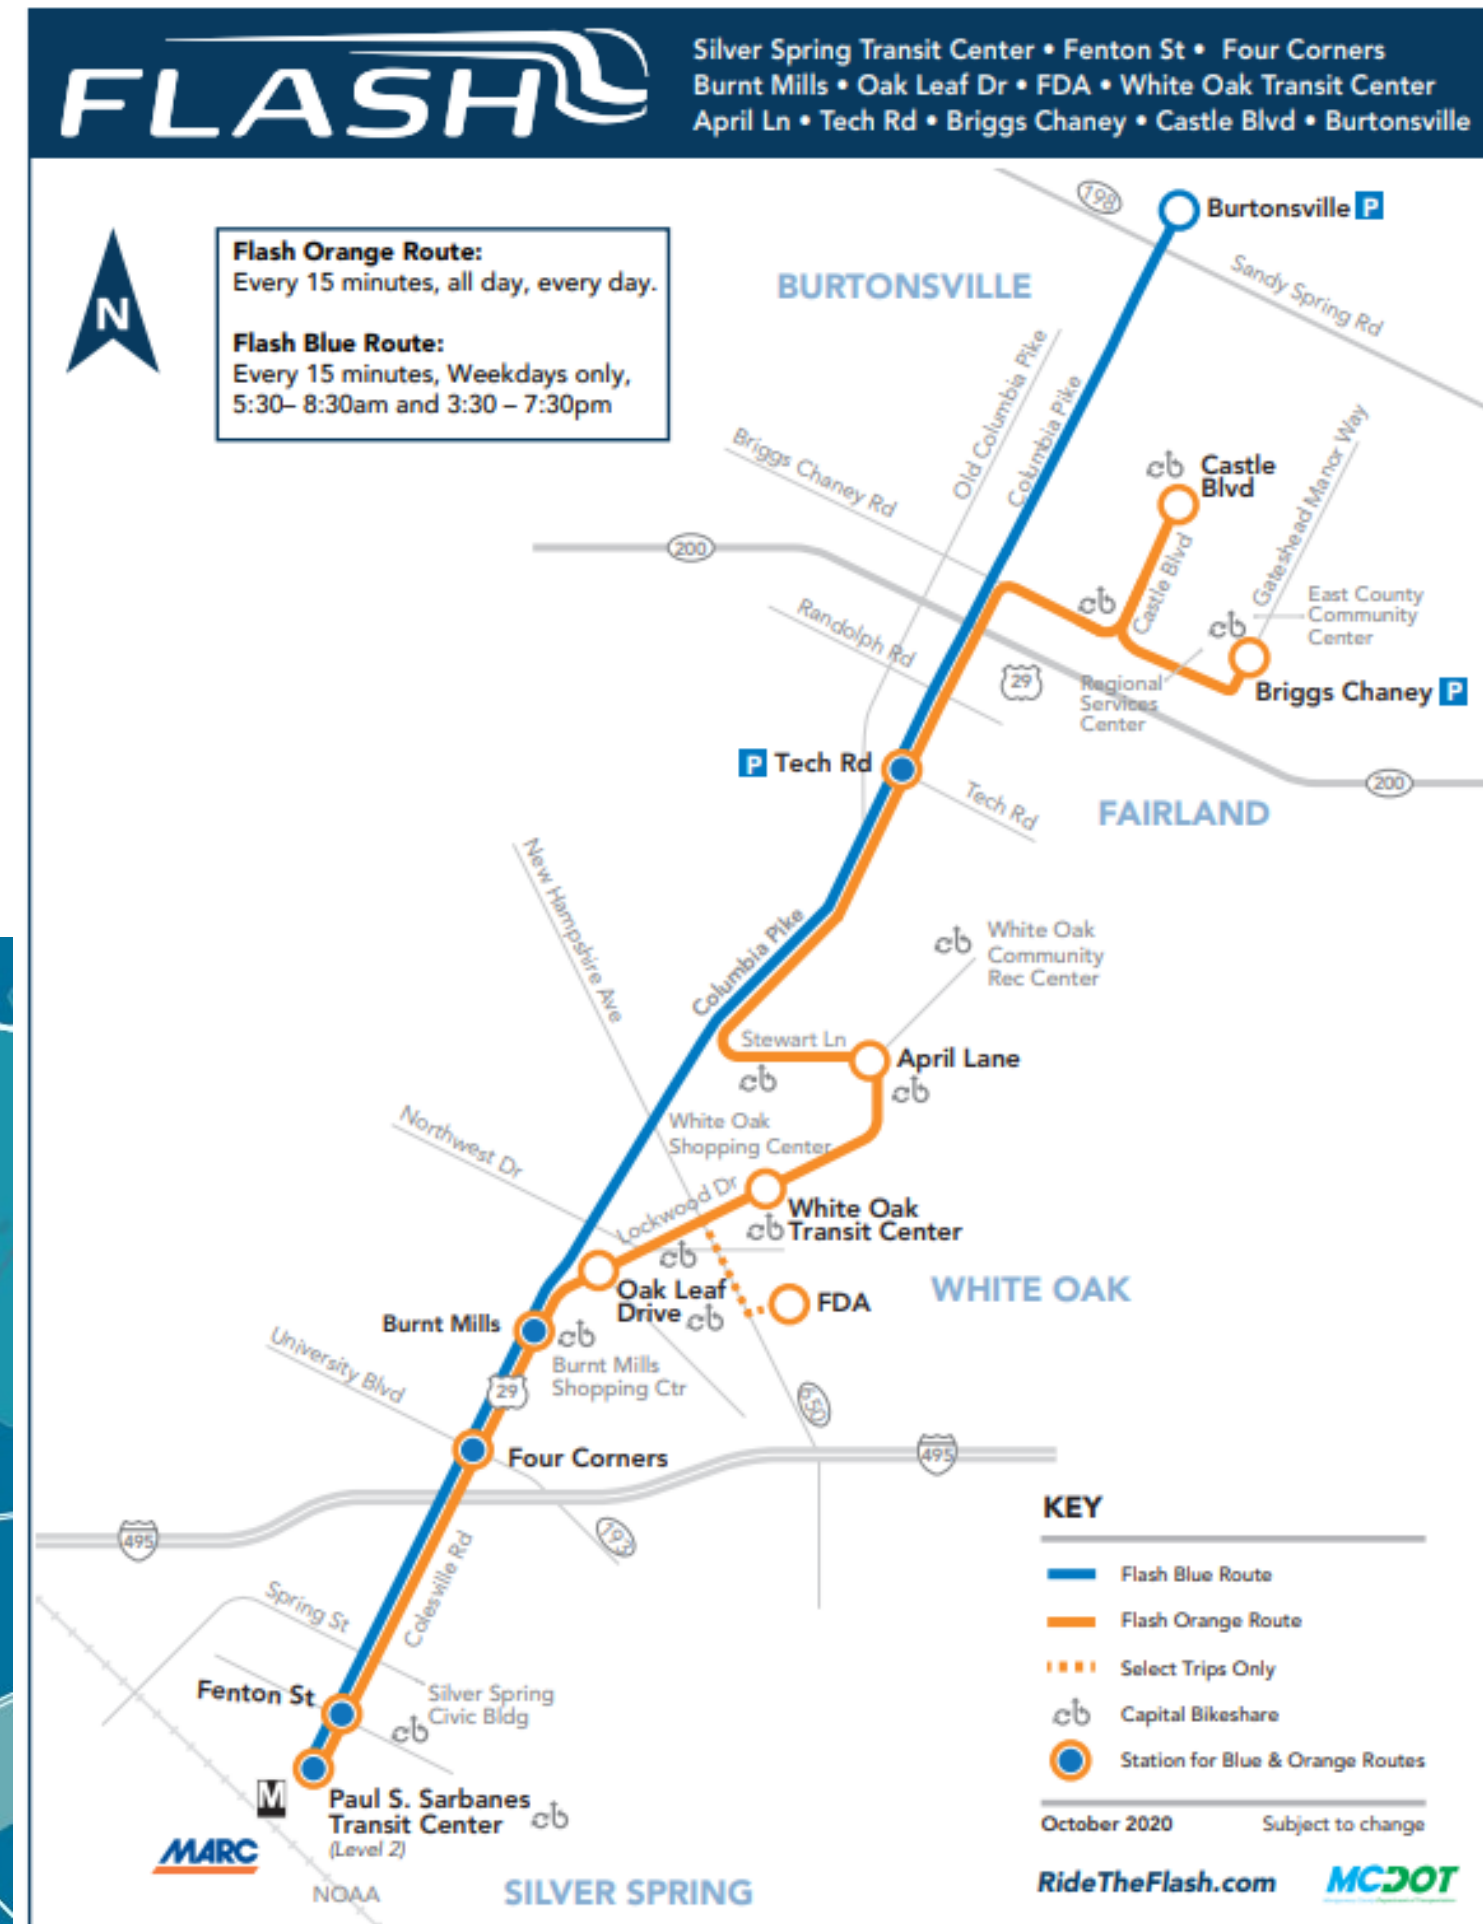 FLASH
Silver Spring Transit Center • Fenton St • Four Corners
Burnt Mills • Oak Leaf Dr • FDA • White Oak Transit Center
April Ln • Tech Rd • Briggs Chaney • Castle Blvd • Burtonsville
N
Flash Orange Route:
Every 15 minutes, all day, every day.
Flash Blue Route:
Every 15 minutes, Weekdays only,
5:30– 8:30am and 3:30 – 7:30pm
198
Burtonsville P
BURTONSVILLE
Sandy Spring Rd
Old Columbia Pike
Columbia Pike
Briggs Chaney Rd
Castle
Blvd
Gateshead Manor Way
200
Castle Blvd
East County
Community
Center
Randolph Rd
29
Regional
Services
Center
Briggs Chaney P
P Tech Rd
Tech Rd
200
FAIRLAND
New Hampshire Ave
Columbia Pike
White Oak
Community
Rec Center
Stewart Ln
April Lane
Northwest Dr
White Oak
Shopping Center
Lockwood Dr
White Oak
Transit Center
Oak Leaf
Drive
FDA
WHITE OAK
Burnt Mills
University Blvd
Burnt Mills
Shopping Ctr
29
650
Four Corners
495
495
193
Colesville Rd
Spring St
Fenton St
Silver Spring
Civic Bldg
M
Paul S. Sarbanes
Transit Center
(Level 2)
MARC
NOAA
SILVER SPRING
KEY
Flash Blue Route
Flash Orange Route
Select Trips Only
cb Capital Bikeshare
Station for Blue & Orange Routes
October 2020 Subject to change
RideTheFlash.com
MCDOT